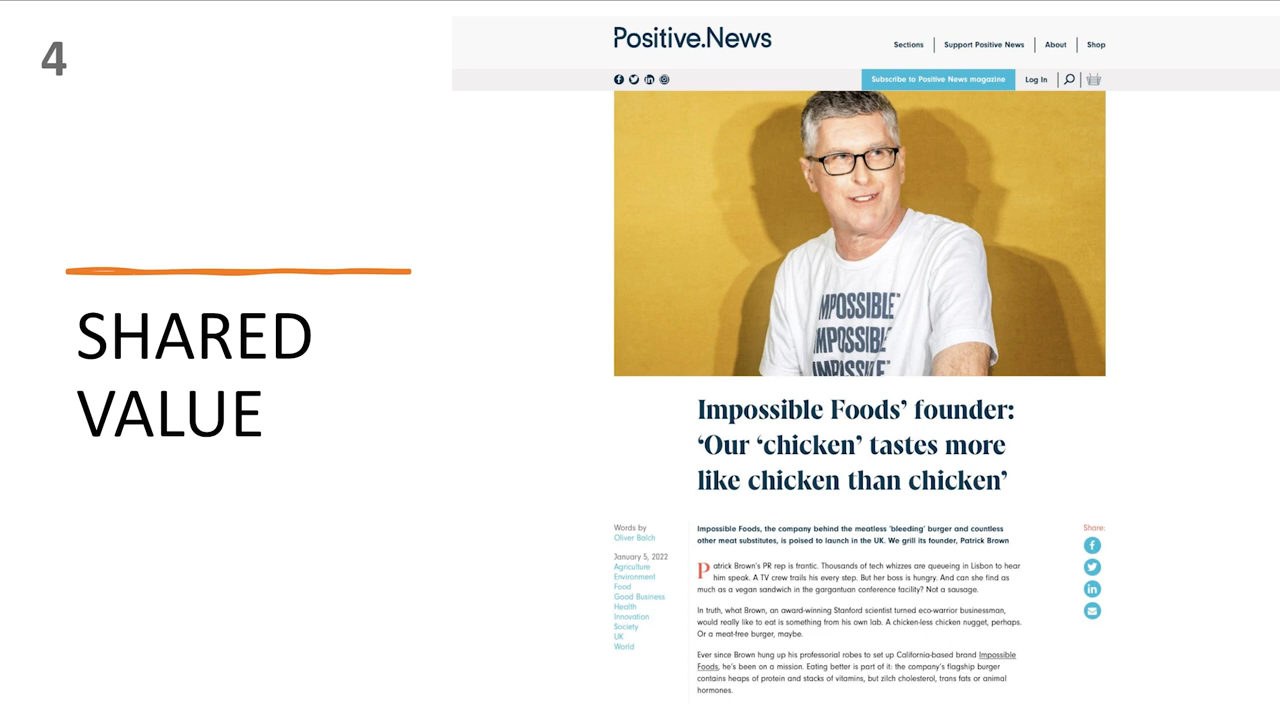 4
SHARED
VALUE
Positive.News
Sections
Support Positive News
About
Shop
Subscribe to Positive News magazine
Log In
MPOSSIBLE™
MPOSSIBLE
IMPOSSIBLE
Impossible Foods’ founder:
‘Our ‘chicken’ tastes more
like chicken than chicken’
Words by
Oliver Balch
January 5, 2022
Agriculture
Environment
Food
Good Business
Health
Innovation
Society
UK
World
Impossible Foods, the company behind the meatless ‘bleeding’ burger and countless
other meat substitutes, is poised to launch in the UK. We grill its founder, Patrick Brown
Patrick Brown’s PR rep is frantic. Thousands of tech whizzes are queueing in Lisbon to hear
him speak. A TV crew trails his every step. But her boss is hungry. And can she find as
much as a vegan sandwich in the gargantuan conference facility? Not a sausage.
In truth, what Brown, an award-winning Stanford scientist turned eco-warrior businessman,
would really like to eat is something from his own lab. A chicken-less chicken nugget, perhaps.
Or a meat-free burger, maybe.
Ever since Brown hung up his professorial robes to set up California-based brand Impossible
Foods, he’s been on a mission. Eating better is part of it: the company’s flagship burger
contains heaps of protein and stacks of vitamins, but zilch cholesterol, trans fats or animal
hormones.
Share: